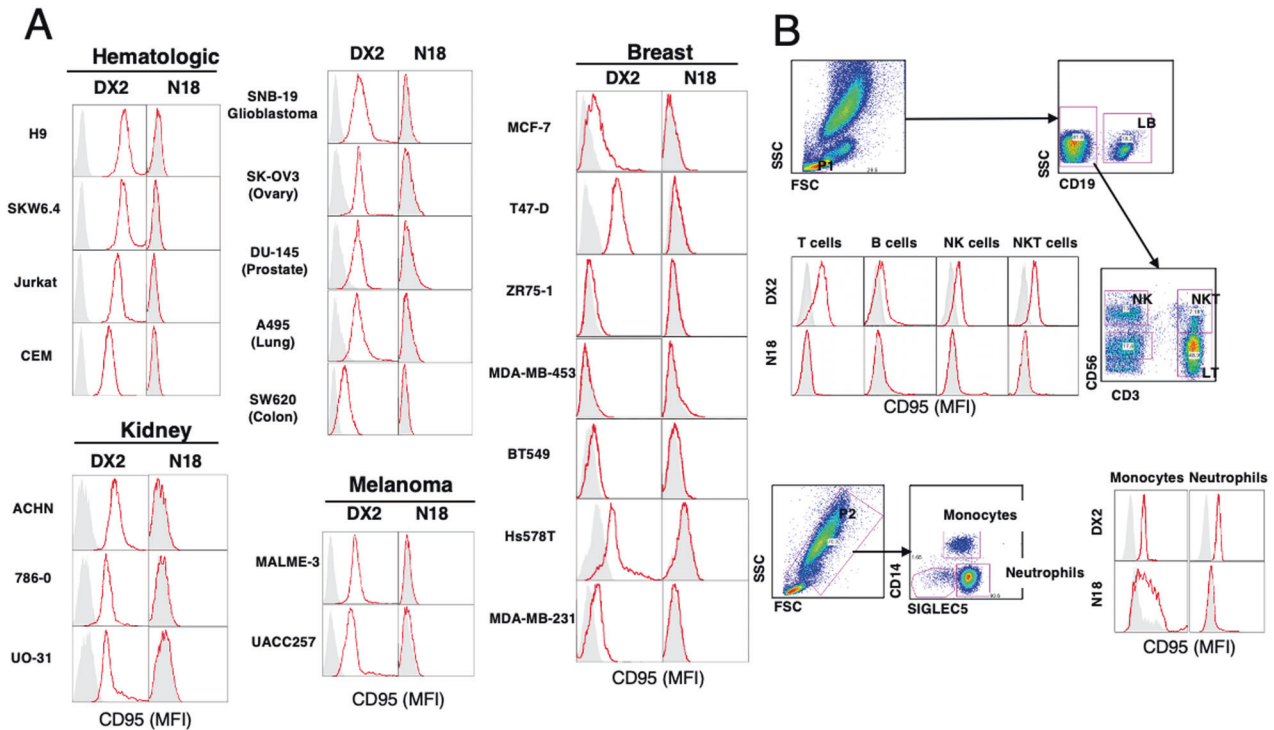 A
Hematologic
DX2 N18
H9
SKW6.4
Jurkat
CEM
Kidney
DX2 N18
ACHN
786-0
UO-31
CD95 (MFI)
DX2 N18
SNB-19
Glioblastoma
SK-OV3
(Ovary)
DU-145
(Prostate)
A495
(Lung)
SW620
(Colon)
Melanoma
DX2 N18
MALME-3
UACC257
CD95 (MFI)
Breast
DX2 N18
MCF-7
T47-D
ZR75-1
MDA-MB-453
BT549
Hs578T
MDA-MB-231
CD95 (MFI)
B
SSC
P1
FSC
SSC
LB
CD19
T cells B cells NK cells NKT cells
DX2
N18
CD95 (MFI)
CD56
NK NKT
LT
CD3
SSC
P2
FSC
CD14
Monocytes
Neutrophils
SIGLEC5
Monocytes Neutrophils
DX2
N18
CD95 (MFI)